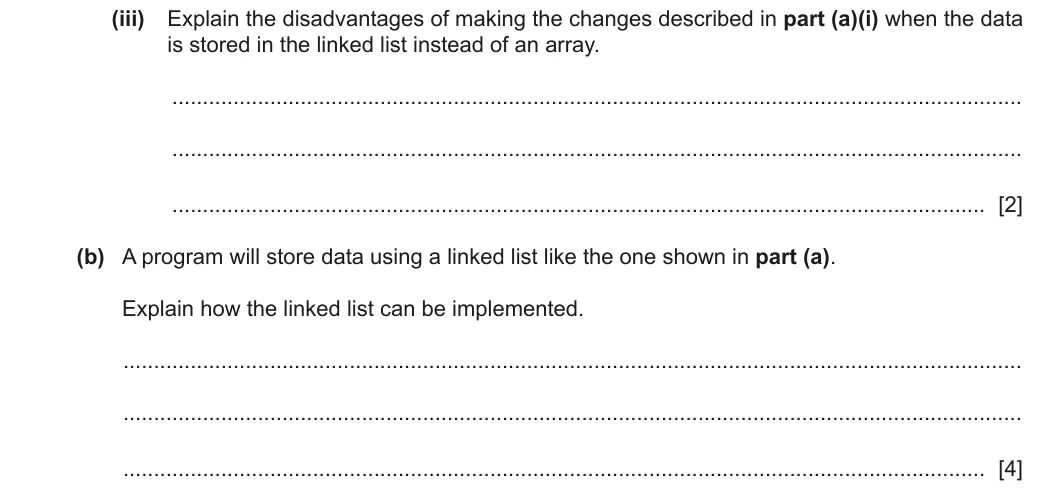 (iii) Explain the disadvantages of making the changes described in part (a)(i) when the data
is stored in the linked list instead of an array.
..........................................................................................................................................
..........................................................................................................................................
.................................................................................................................................... [2]
(b) A program will store data using a linked list like the one shown in part (a).
Explain how the linked list can be implemented.
..................................................................................................................................................
..................................................................................................................................................
............................................................................................................................................ [4]